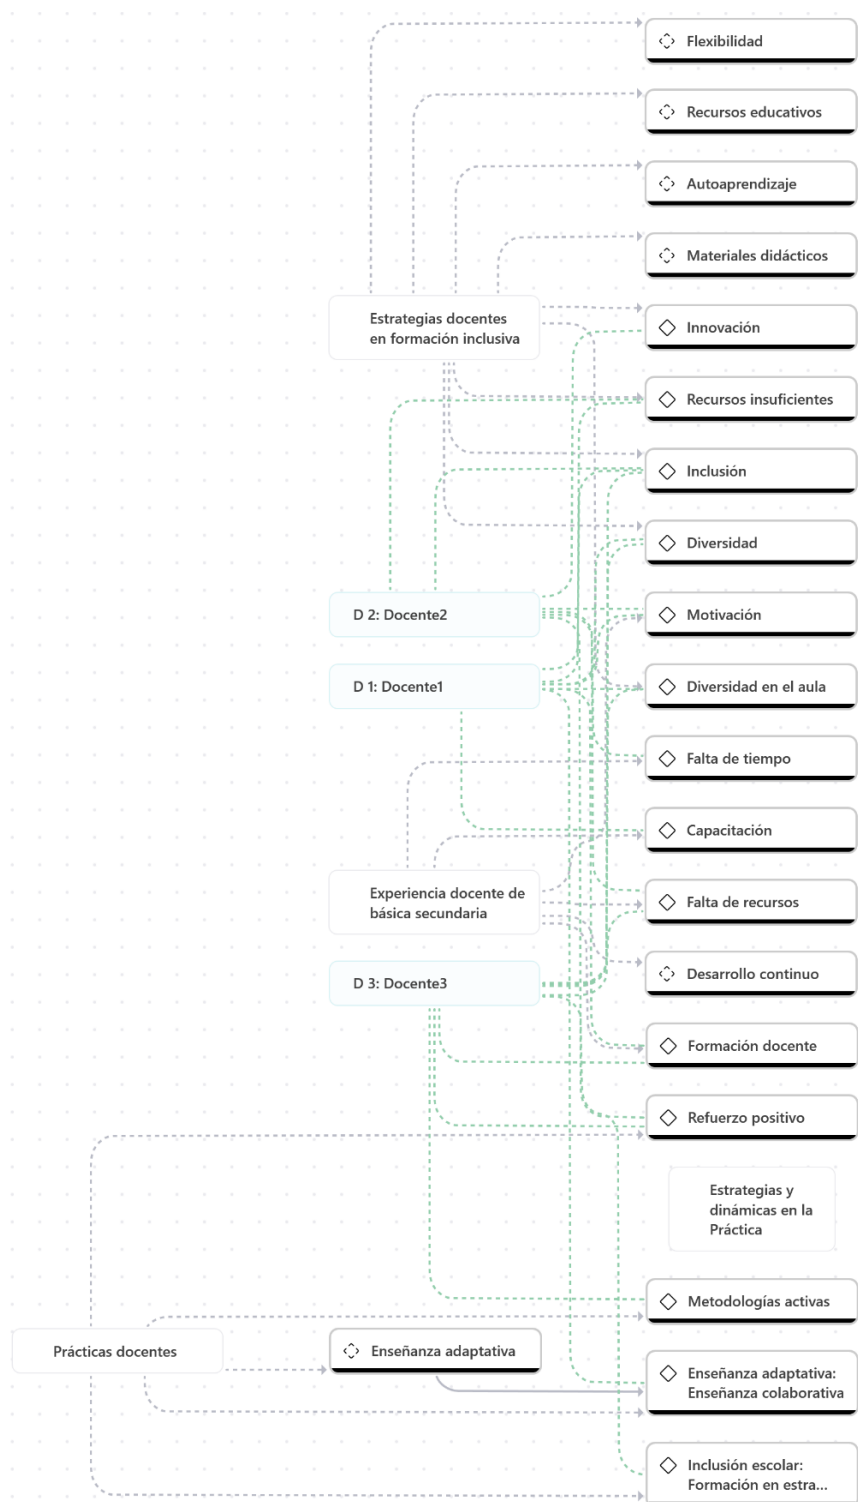 Flexibilidad
Recursos educativos
Autoaprendizaje
Materiales didácticos
Estrategias docentes
en formación inclusiva
Innovación
Recursos insuficientes
Inclusión
Diversidad
D 2: Docente2
Motivación
D 1: Docente1
Diversidad en el aula
Falta de tiempo
Capacitación
Experiencia docente de
básica secundaria
Falta de recursos
D 3: Docente3
Desarrollo continuo
Formación docente
Refuerzo positivo
Estrategias y
dinámicas en la
Práctica
Metodologías activas
Prácticas docentes
Enseñanza adaptativa
Enseñanza adaptativa:
Enseñanza colaborativa
Inclusión escolar:
Formación en estra...